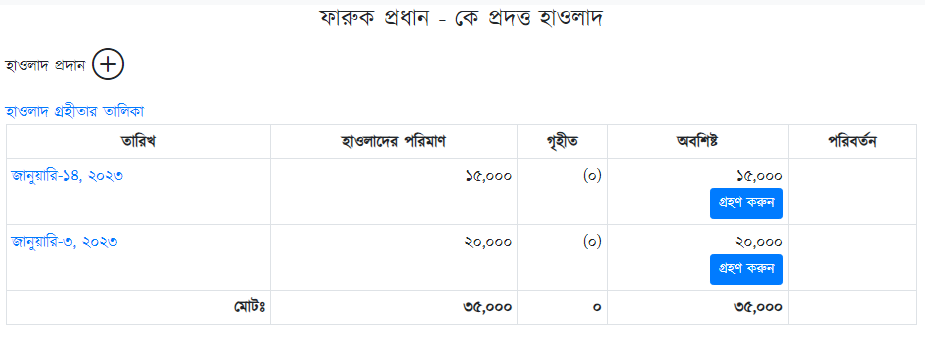 ফারুক প্রধান - কে প্রদত্ত হাওলাদ
হাওলাদ প্রদান
হাওলাদ গ্রহীতার তালিকা
তারিখ হাওলাদের পরিমাণ গৃহীত অবশিষ্ট পরিবর্তন
জানুয়ারি-১৪, ২০২৩ ১৫,০০০ (০) ১৫,০০০
গ্রহণ করুন
জানুয়ারি-৩, ২০২৩ ২০,০০০ (০) ২০,০০০
গ্রহণ করুন
মোটঃ ৩৫,০০০ ০ ৩৫,০০০